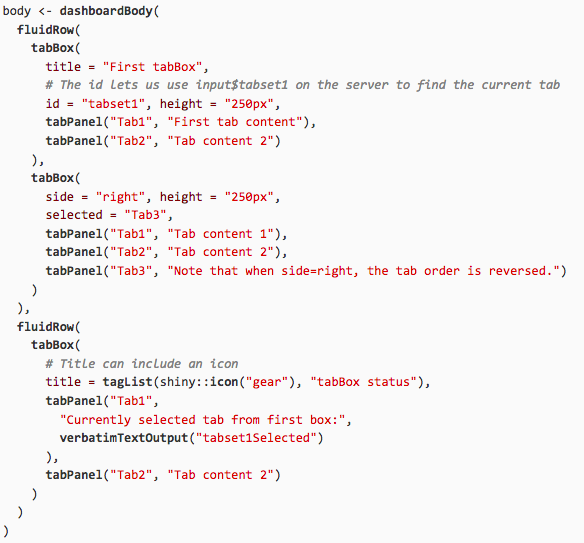 body <- dashboardBody(
  fluidRow(
    tabBox(
      title = "First tabBox",
      # The id lets us use input$tabset1 on the server to find the current tab
      id = "tabset1", height = "250px",
      tabPanel("Tab1", "First tab content"),
      tabPanel("Tab2", "Tab content 2")
    ),
    tabBox(
      side = "right", height = "250px",
      selected = "Tab3",
      tabPanel("Tab1", "Tab content 1"),
      tabPanel("Tab2", "Tab content 2"),
      tabPanel("Tab3", "Note that when side=right, the tab order is reversed.")
    )
  ),
  fluidRow(
    tabBox(
      # Title can include an icon
      title = tagList(shiny::icon("gear"), "tabBox status"),
      tabPanel("Tab1",
        "Currently selected tab from first box:",
        verbatimTextOutput("tabset1Selected")
      ),
      tabPanel("Tab2", "Tab content 2")
    )
  )
)